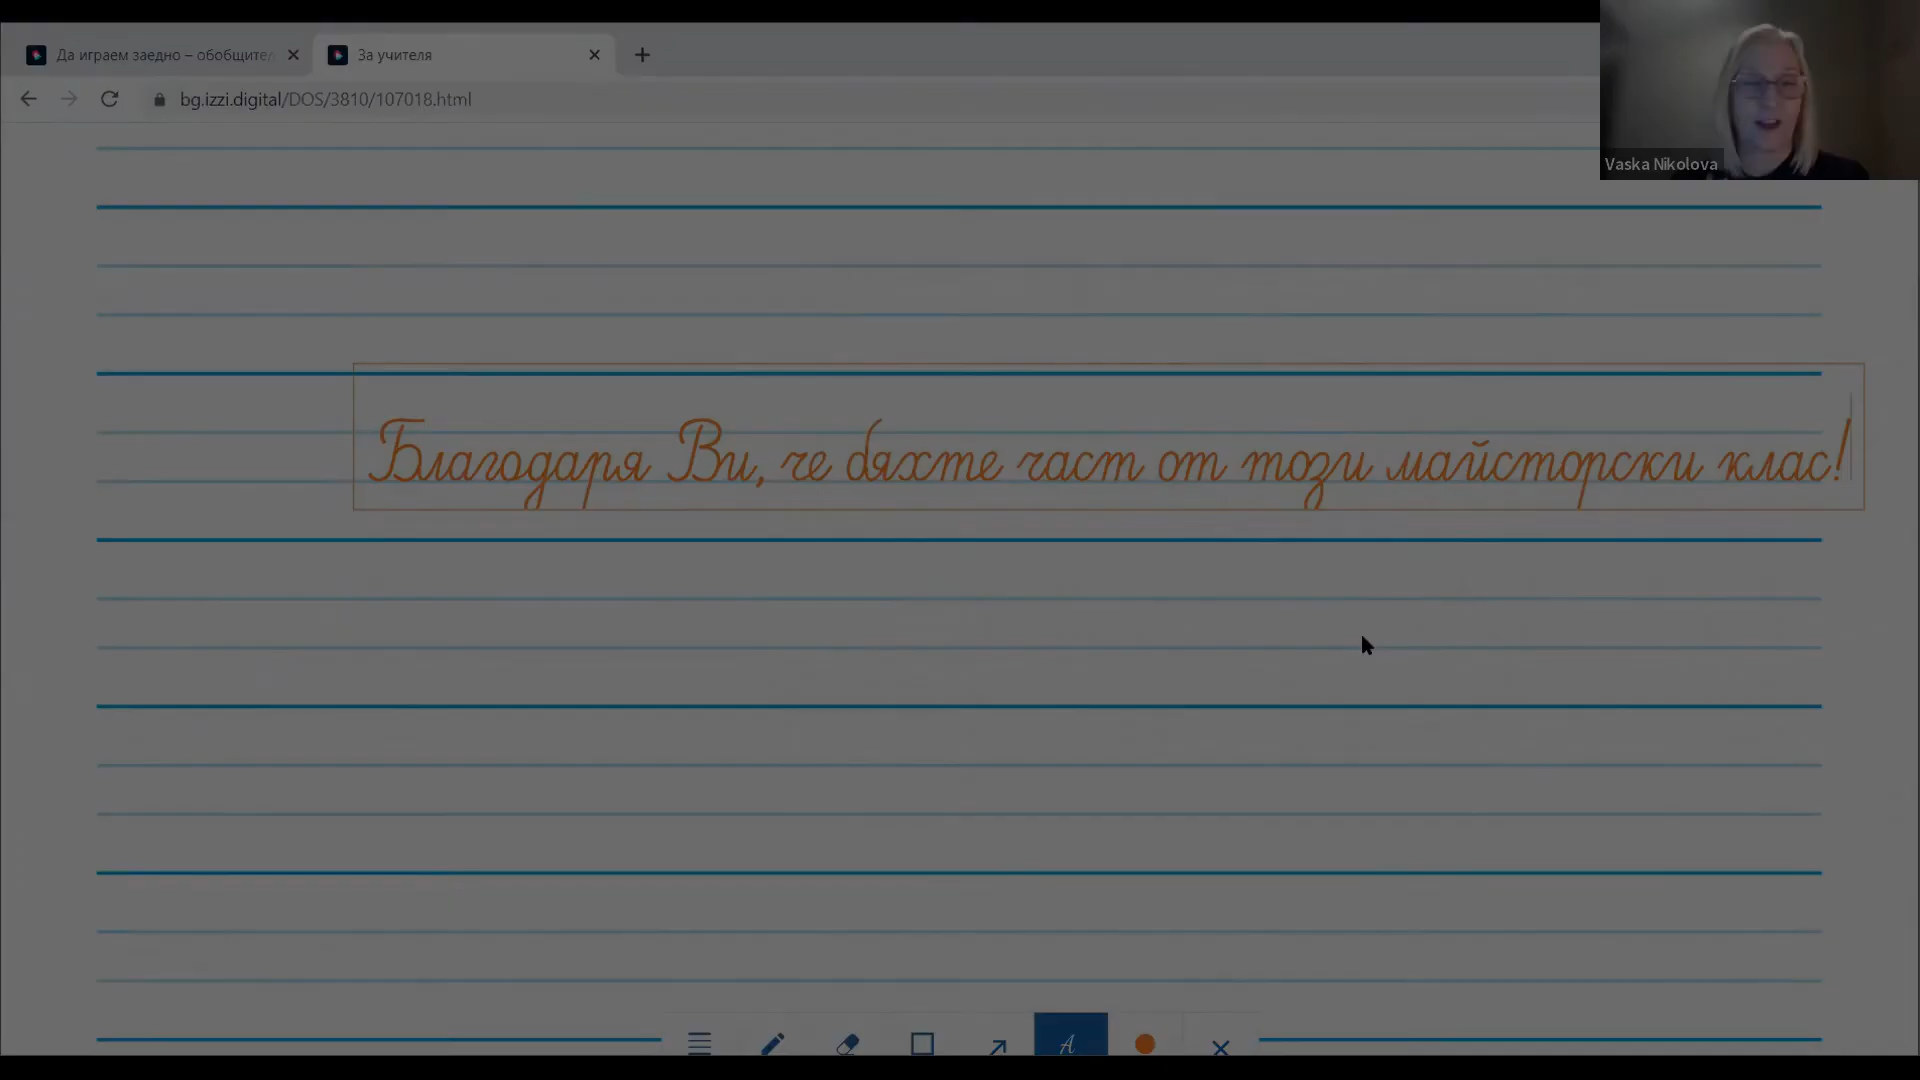 Да играем заедно – обобщител
За учителя
bg.izzi.digital/DOS/3810/107018.html
Vaska Nikolova
Благодаря Ви, че бяхте част от този майсторски клас!
A